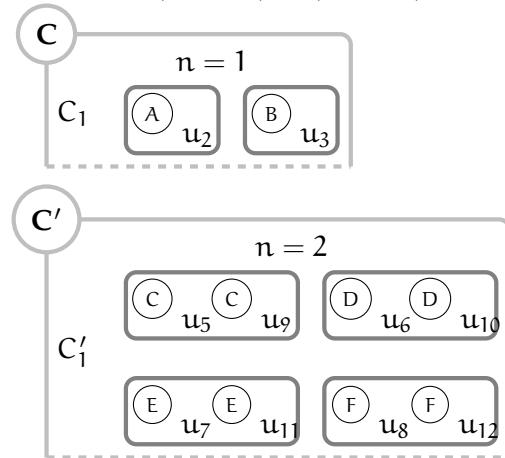 C
n = 1
C₁ A u₂ B u₃
C′
n = 2
C u₅ C u₉ D u₆ D u₁₀
C′₁
E u₇ E u₁₁ F u₈ F u₁₂